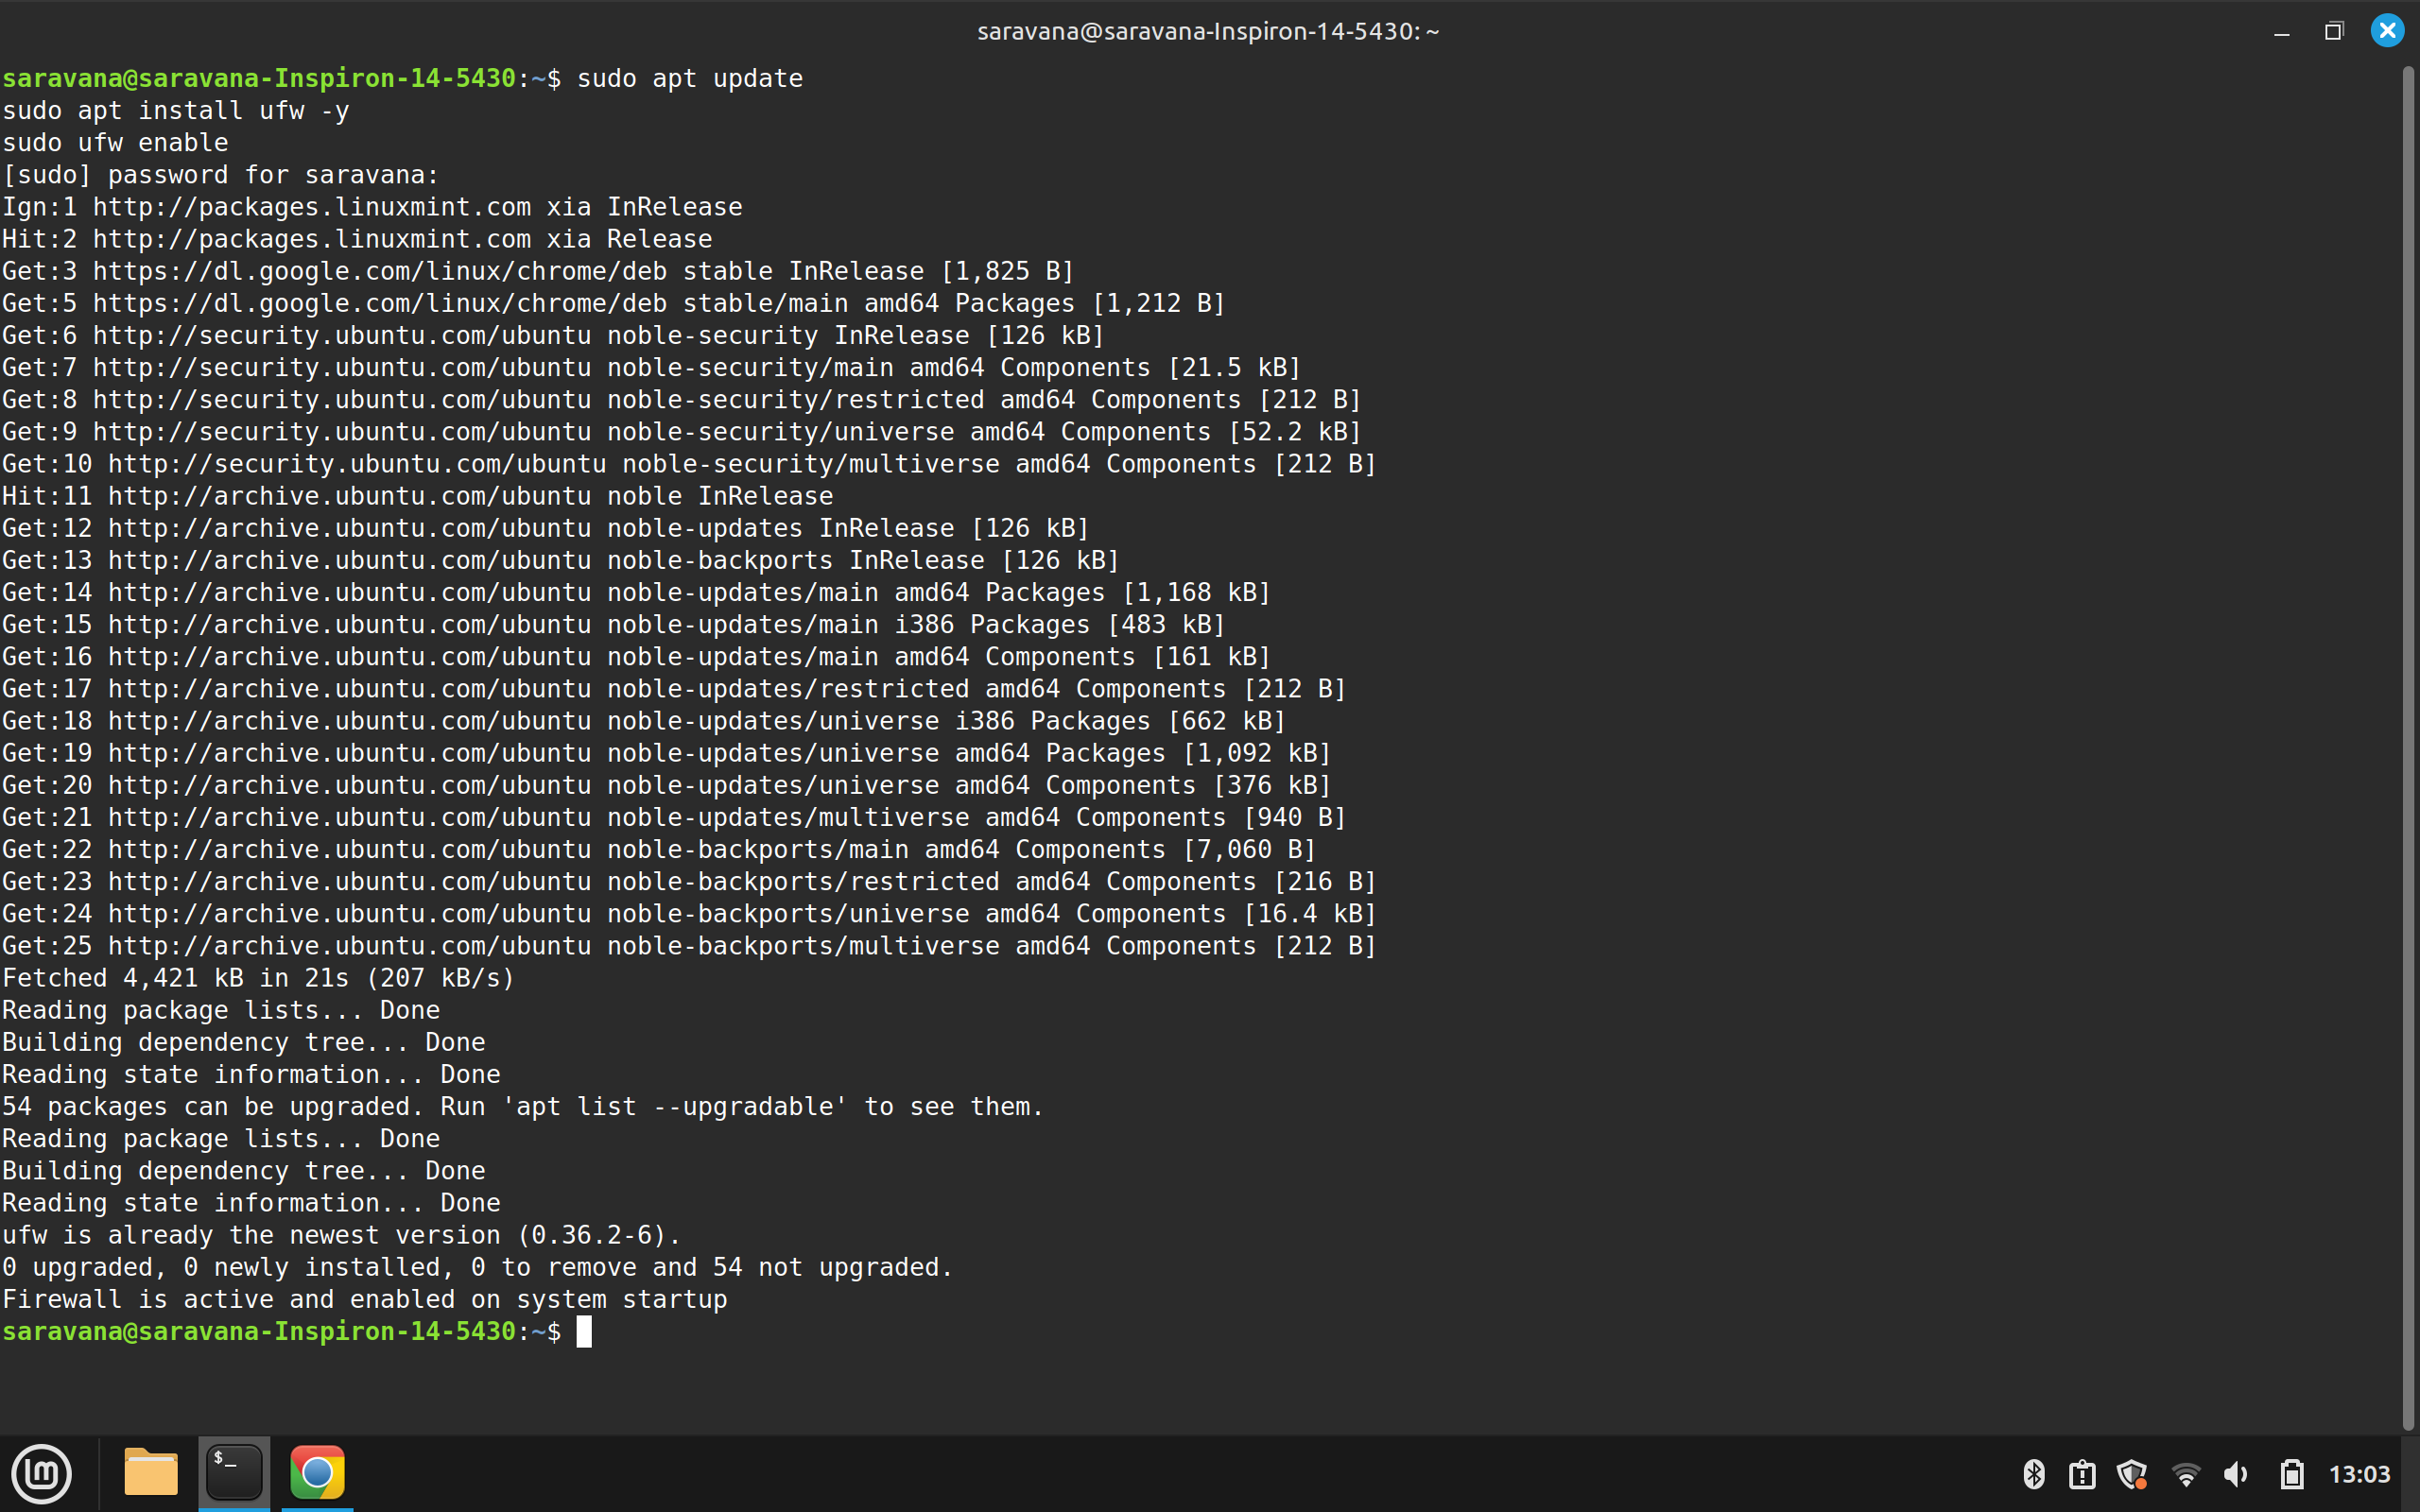 saravana@saravana-Inspiron-14-5430: ~
saravana@saravana-Inspiron-14-5430:~$ sudo apt update
sudo apt install ufw -y
sudo ufw enable
[sudo] password for saravana:
Ign:1 http://packages.linuxmint.com xia InRelease
Hit:2 http://packages.linuxmint.com xia Release
Get:3 https://dl.google.com/linux/chrome/deb stable InRelease [1,825 B]
Get:5 https://dl.google.com/linux/chrome/deb stable/main amd64 Packages [1,212 B]
Get:6 http://security.ubuntu.com/ubuntu noble-security InRelease [126 kB]
Get:7 http://security.ubuntu.com/ubuntu noble-security/main amd64 Components [21.5 kB]
Get:8 http://security.ubuntu.com/ubuntu noble-security/restricted amd64 Components [212 B]
Get:9 http://security.ubuntu.com/ubuntu noble-security/universe amd64 Components [52.2 kB]
Get:10 http://security.ubuntu.com/ubuntu noble-security/multiverse amd64 Components [212 B]
Hit:11 http://archive.ubuntu.com/ubuntu noble InRelease
Get:12 http://archive.ubuntu.com/ubuntu noble-updates InRelease [126 kB]
Get:13 http://archive.ubuntu.com/ubuntu noble-backports InRelease [126 kB]
Get:14 http://archive.ubuntu.com/ubuntu noble-updates/main amd64 Packages [1,168 kB]
Get:15 http://archive.ubuntu.com/ubuntu noble-updates/main i386 Packages [483 kB]
Get:16 http://archive.ubuntu.com/ubuntu noble-updates/main amd64 Components [161 kB]
Get:17 http://archive.ubuntu.com/ubuntu noble-updates/restricted amd64 Components [212 B]
Get:18 http://archive.ubuntu.com/ubuntu noble-updates/universe i386 Packages [662 kB]
Get:19 http://archive.ubuntu.com/ubuntu noble-updates/universe amd64 Packages [1,092 kB]
Get:20 http://archive.ubuntu.com/ubuntu noble-updates/universe amd64 Components [376 kB]
Get:21 http://archive.ubuntu.com/ubuntu noble-updates/multiverse amd64 Components [940 B]
Get:22 http://archive.ubuntu.com/ubuntu noble-backports/main amd64 Components [7,060 B]
Get:23 http://archive.ubuntu.com/ubuntu noble-backports/restricted amd64 Components [216 B]
Get:24 http://archive.ubuntu.com/ubuntu noble-backports/universe amd64 Components [16.4 kB]
Get:25 http://archive.ubuntu.com/ubuntu noble-backports/multiverse amd64 Components [212 B]
Fetched 4,421 kB in 21s (207 kB/s)
Reading package lists... Done
Building dependency tree... Done
Reading state information... Done
54 packages can be upgraded. Run 'apt list --upgradable' to see them.
Reading package lists... Done
Building dependency tree... Done
Reading state information... Done
ufw is already the newest version (0.36.2-6).
0 upgraded, 0 newly installed, 0 to remove and 54 not upgraded.
Firewall is active and enabled on system startup
saravana@saravana-Inspiron-14-5430:~$
$_
13:03